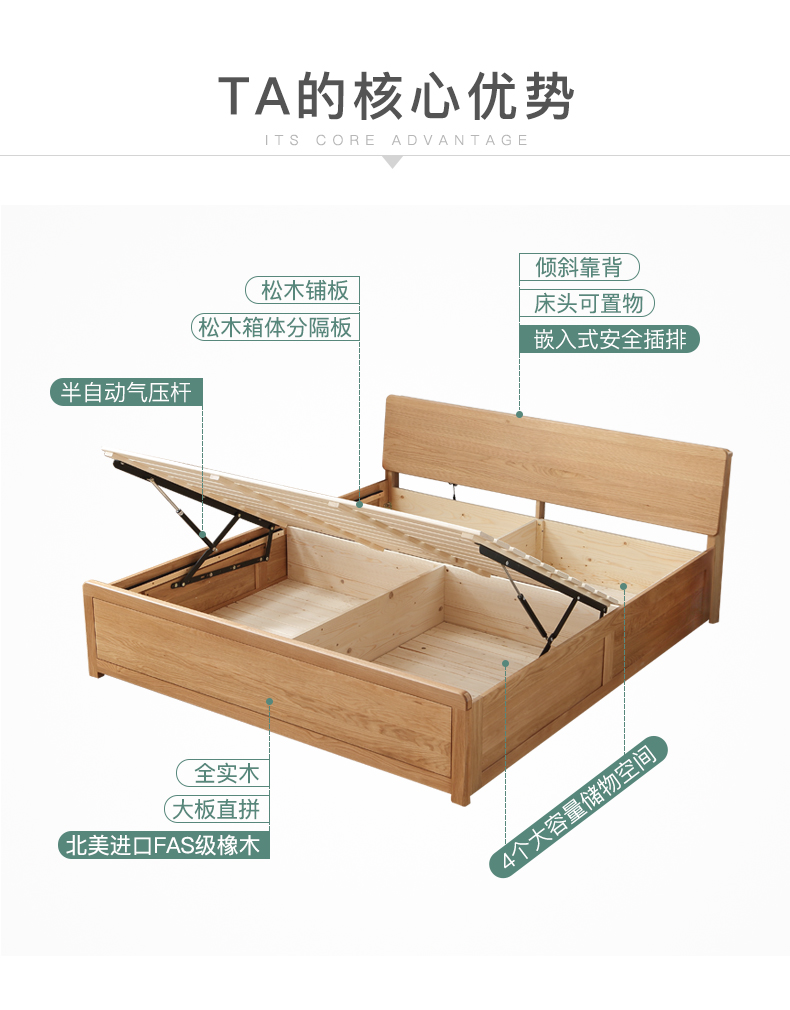 TA的核心优势
ITS CORE ADVANTAGE
倾斜靠背
床头可置物
嵌入式安全插排
松木铺板
松木箱体分隔板
半自动气压杆
全实木
大板直拼
北美进口FAS级橡木
4个大容量储物空间